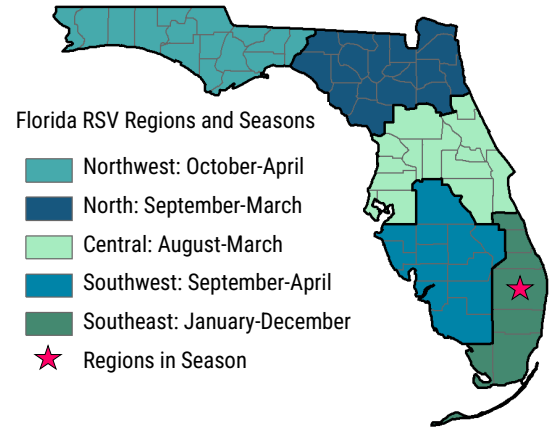 Florida RSV Regions and Seasons
Northwest: October-April
North: September-March
Central: August-March
Southwest: September-April
Southeast: January-December
Regions in Season